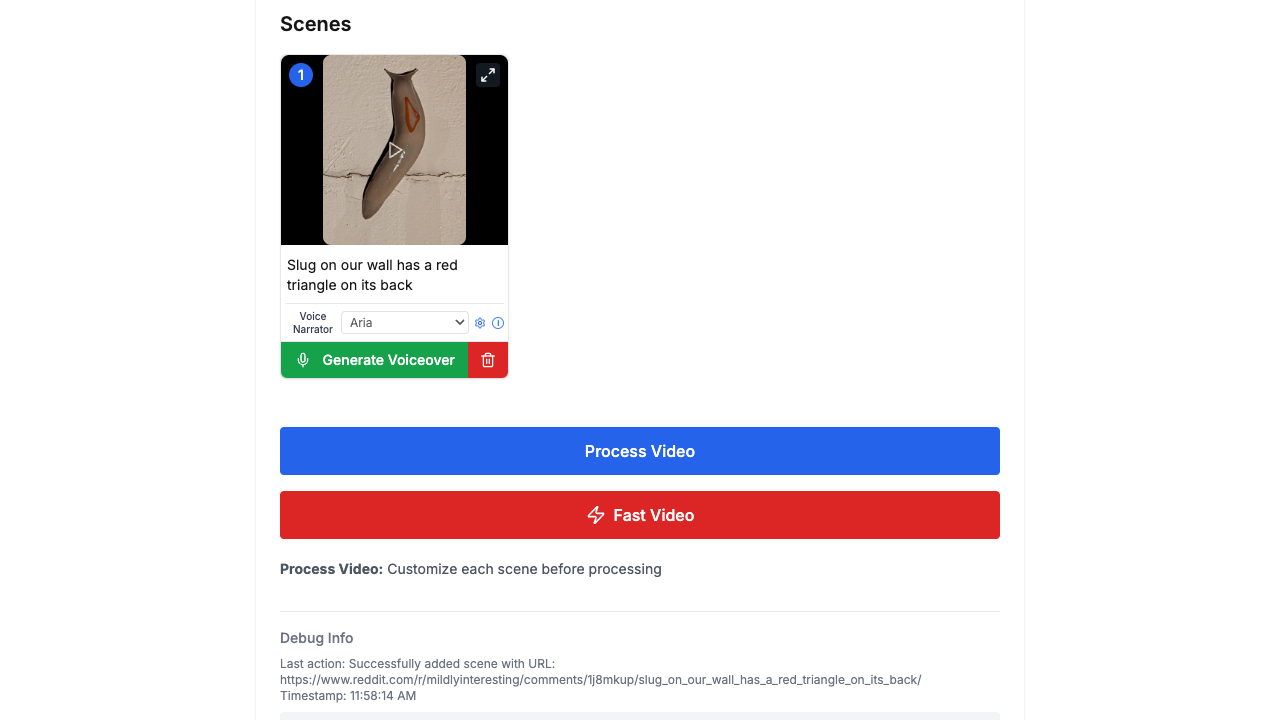 Scenes
1
Slug on our wall has a red
triangle on its back
Voice
Narrator
Aria
Generate Voiceover
Process Video
Fast Video
Process Video: Customize each scene before processing
Debug Info
Last action: Successfully added scene with URL:
https://www.reddit.com/r/mildlyinteresting/comments/1j8mkup/slug_on_our_wall_has_a_red_triangle_on_its_back/
Timestamp: 11:58:14 AM